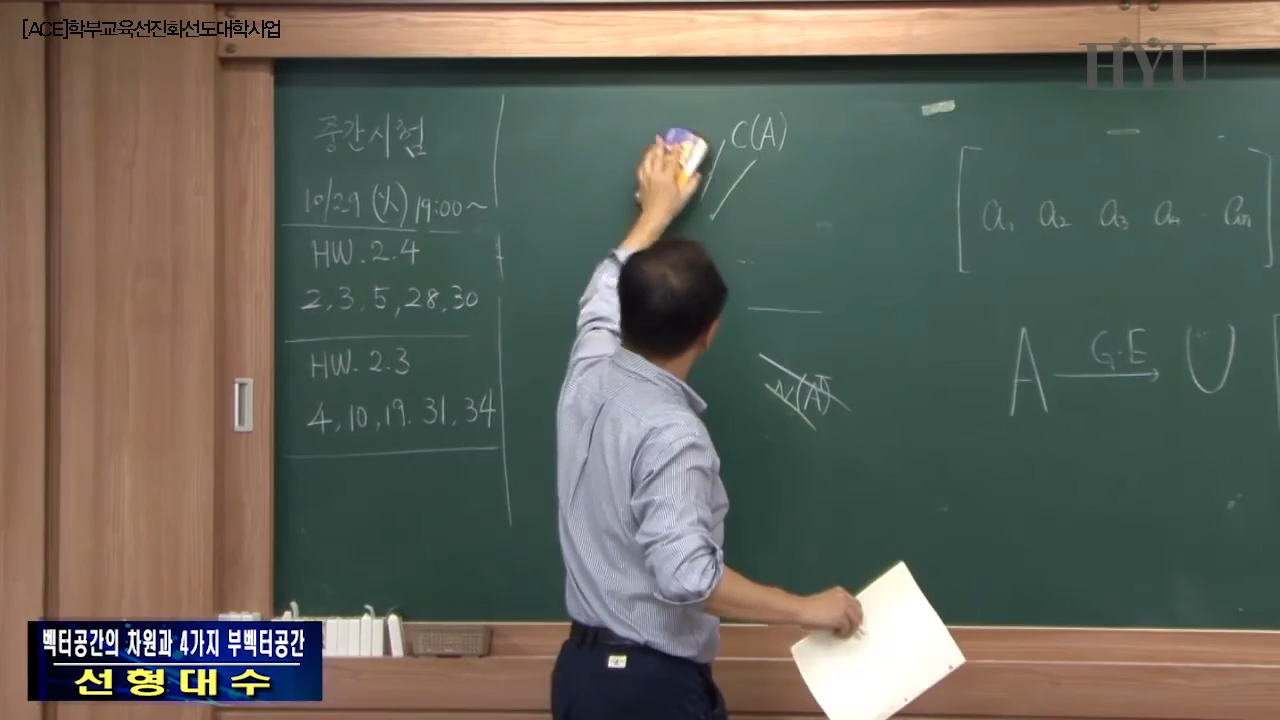 [ACE]학부교육선진화선도대학사업
HYU
중간시험
10/29 (火) 19:00~
HW. 2.4
2, 3, 5, 28, 30
HW. 2.3
4, 10, 19. 31, 34
C(A)
N(A)
a₁ a₂ a₃ a₄ · aₙ
A G·E → U
벡터공간의 차원과 4가지 부벡터공간
선형대수